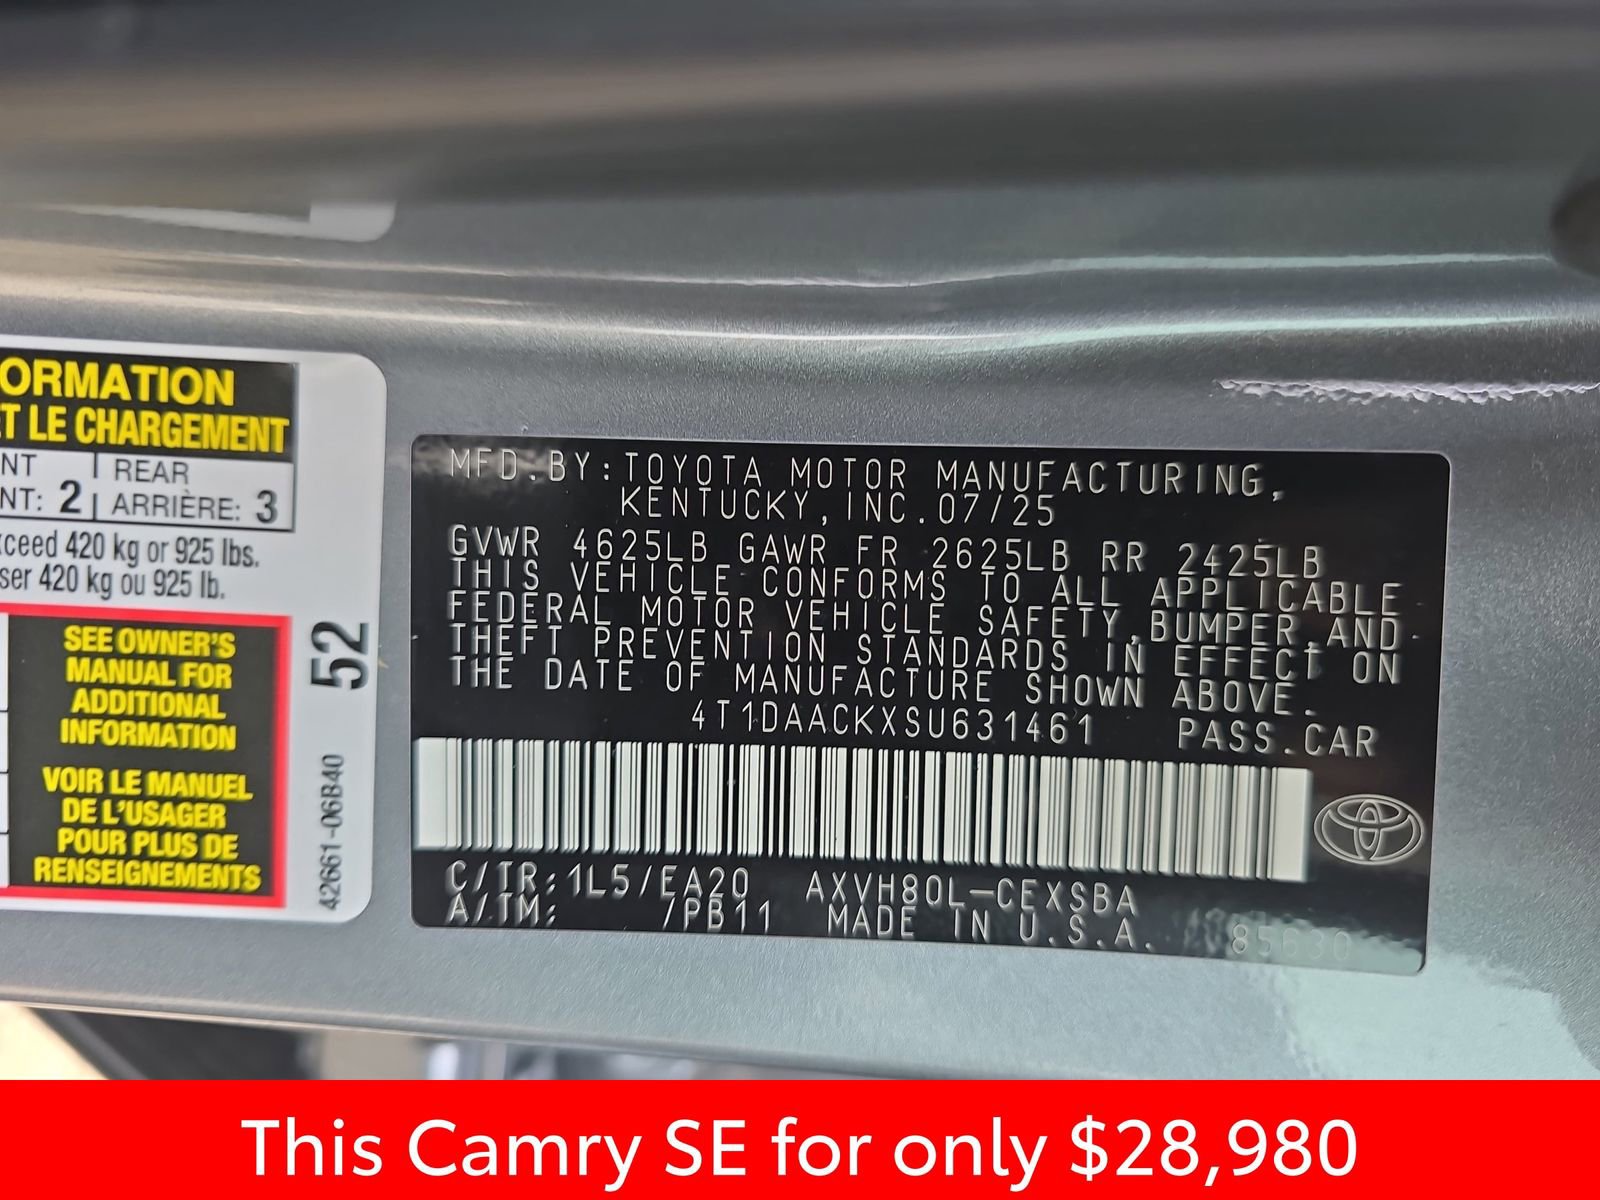 ORMATION
ET LE CHARGEMENT
NT | REAR
NT: 2 | ARRIÈRE: 3
xceed 420 kg or 925 lbs.
ser 420 kg ou 925 lb.
SEE OWNER'S
MANUAL FOR
ADDITIONAL
INFORMATION
VOIR LE MANUEL
DE L'USAGER
POUR PLUS DE
RENSEIGNEMENTS
52
42661-06B40
MFD.BY:TOYOTA MOTOR MANUFACTURING,
KENTUCKY,INC.07/25
GVWR 4625LB GAWR FR 2625LB RR 2425LB
THIS VEHICLE CONFORMS TO ALL APPLICABLE
FEDERAL MOTOR VEHICLE SAFETY,BUMPER,AND
THEFT PREVENTION STANDARDS IN EFFECT ON
THE DATE OF MANUFACTURE SHOWN ABOVE.
4T1DAACKXSU631461 PASS.CAR
C/TR:1L5/EA20 AXVH80L-CEXSBA
A/TM: /PB11 MADE IN U.S.A. 85630
This Camry SE for only $28,980